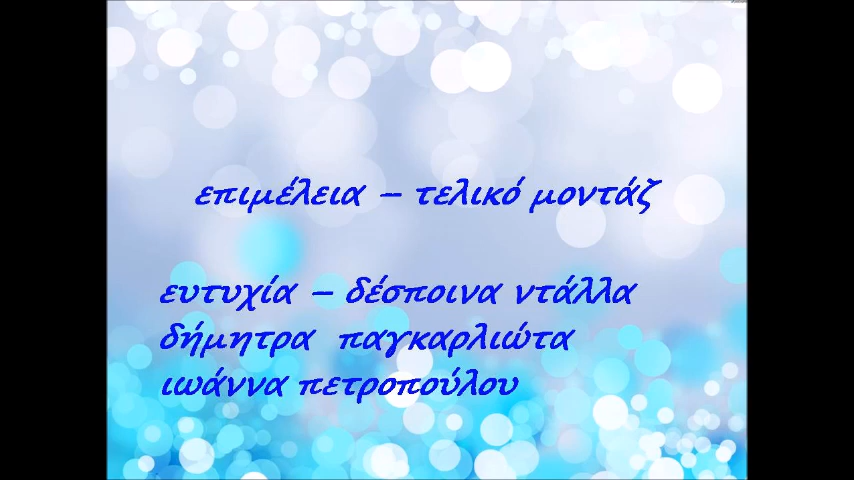 επιμέλεια – τελικό μοντάζ
ευτυχία – δέσποινα ντάλλα
δήμητρα παγκαρλιώτα
ιωάννα πετροπούλου